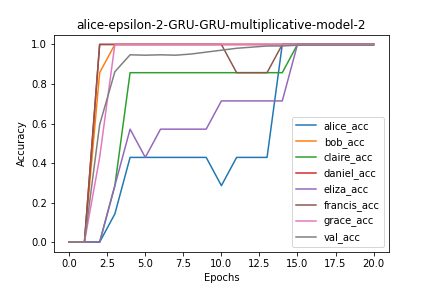 alice-epsilon-2-GRU-GRU-multiplicative-model-2
1.0
0.8
0.6
0.4
0.2
0.0
Accuracy
0.0 2.5 5.0 7.5 10.0 12.5 15.0 17.5 20.0
Epochs
alice_acc
bob_acc
claire_acc
daniel_acc
eliza_acc
francis_acc
grace_acc
val_acc